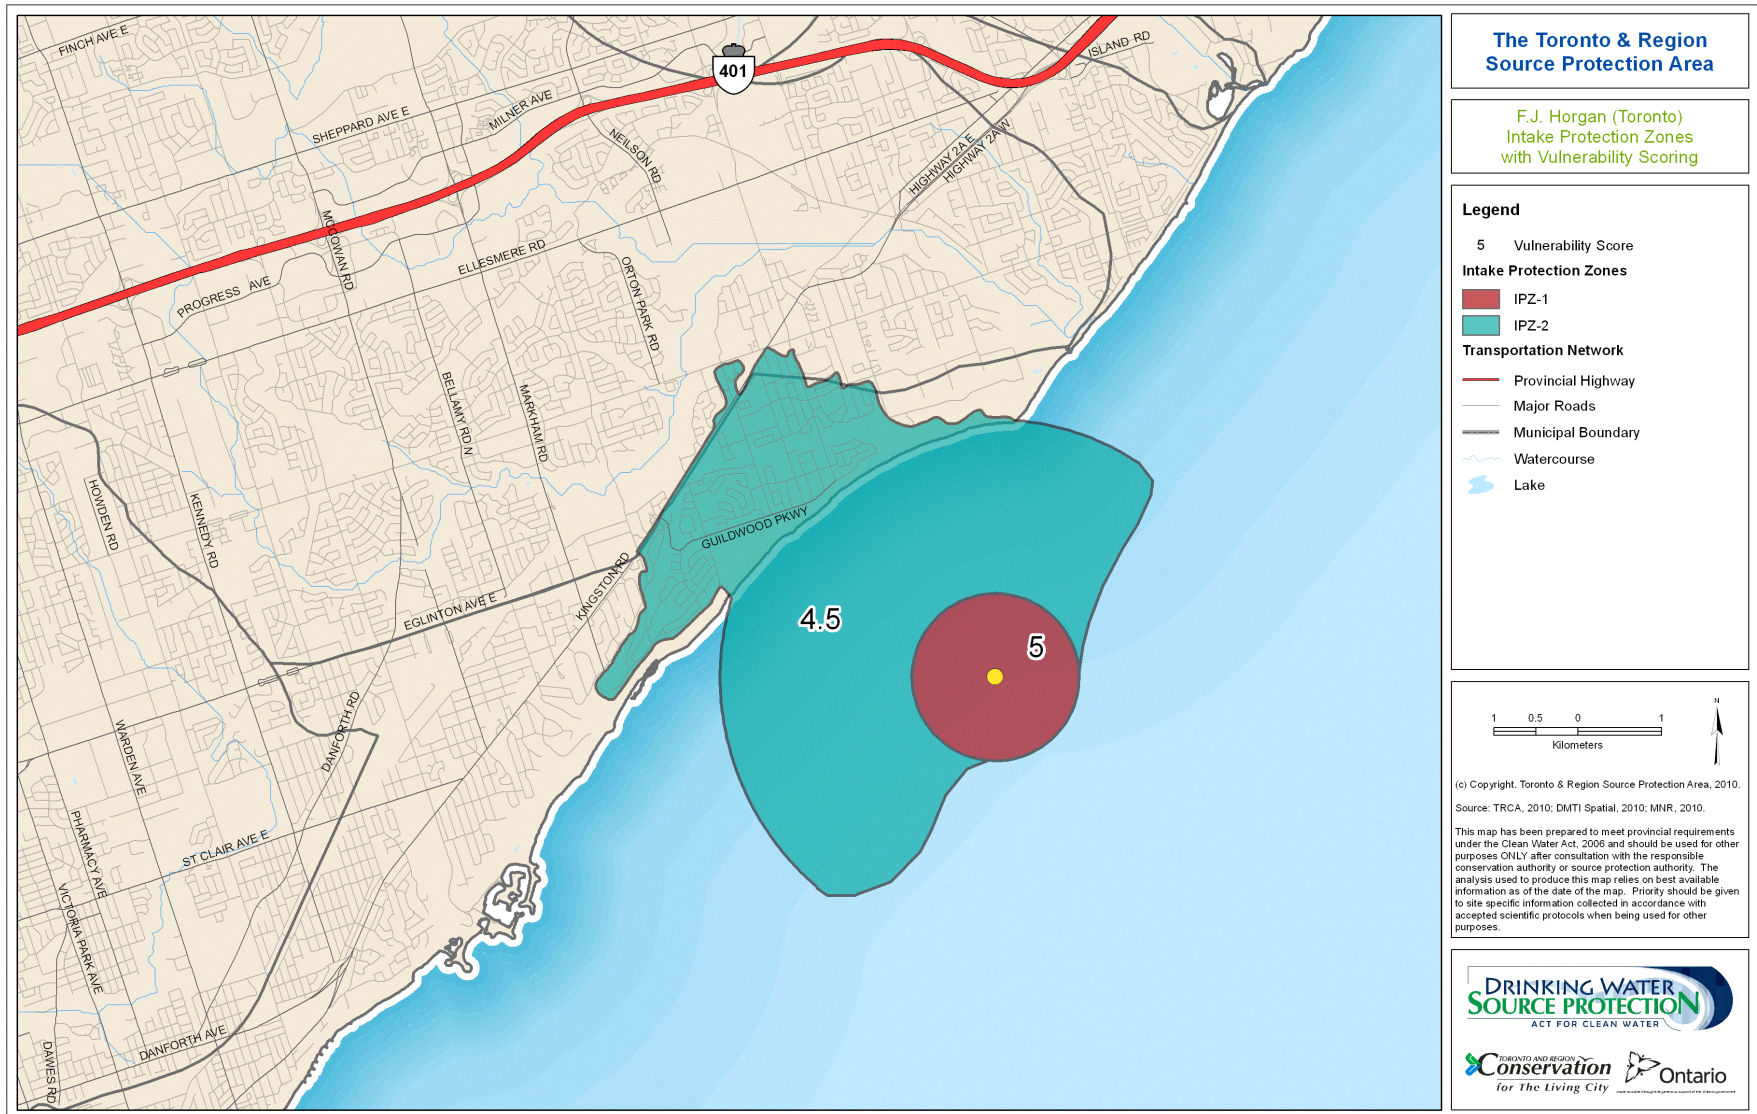 FINCH AVE E
SHEPPARD AVE E
MILNER AVE
401
ISLAND RD
NEILSON RD
HIGHWAY 2A E
HIGHWAY 2A W
MCCOWAN RD
PROGRESS AVE
ELLESMERE RD
ORTON PARK RD
BELLAMY RD N
MARKHAM RD
HOWDEN RD
KENNEDY RD
GUILDWOOD PKWY
KINGSTON RD
EGLINTON AVE E
4.5
5
DANFORTH RD
WARDEN AVE
PHARMACY AVE
ST CLAIR AVE E
VICTORIA PARK AVE
DANFORTH AVE
DAWES RD
The Toronto & Region
Source Protection Area
F.J. Horgan (Toronto)
Intake Protection Zones
with Vulnerability Scoring
Legend
5 Vulnerability Score
Intake Protection Zones
IPZ-1
IPZ-2
Transportation Network
Provincial Highway
Major Roads
Municipal Boundary
Watercourse
Lake
1 0.5 0 1
Kilometers
N
(c) Copyright. Toronto & Region Source Protection Area, 2010.
Source: TRCA, 2010; DMTI Spatial, 2010; MNR, 2010.
This map has been prepared to meet provincial requirements
under the Clean Water Act, 2006 and should be used for other
purposes ONLY after consultation with the responsible
conservation authority or source protection authority. The
analysis used to produce this map relies on best available
information as of the date of the map. Priority should be given
to site specific information collected in accordance with
accepted scientific protocols when being used for other
purposes.
DRINKING WATER
SOURCE PROTECTION
ACT FOR CLEAN WATER
TORONTO AND REGION
Conservation
for The Living City
Ontario